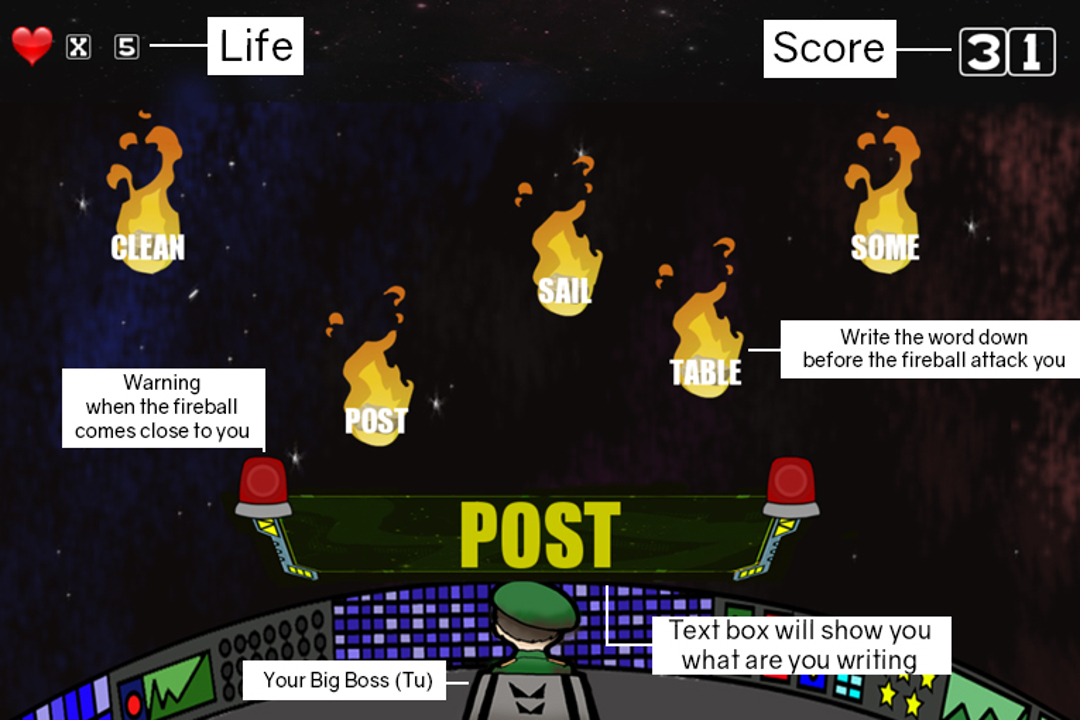 X 5
Life
Score
31
CLEAN
SOME
SAIL
Write the word down
before the fireball attack you
TABLE
Warning
when the fireball
comes close to you
POST
POST
Text box will show you
what are you writing
Your Big Boss (Tu)